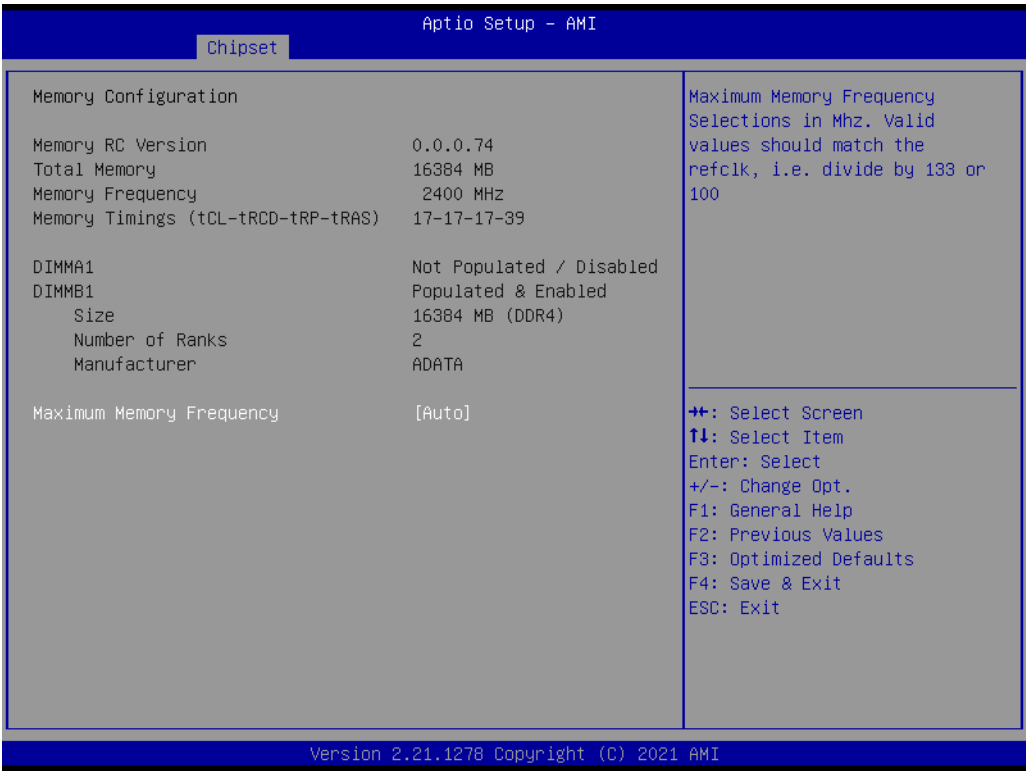 Aptio Setup – AMI
Chipset
Memory Configuration
Memory RC Version 0.0.0.74
Total Memory 16384 MB
Memory Frequency 2400 MHz
Memory Timings (tCL-tRCD-tRP-tRAS) 17-17-17-39
DIMMA1 Not Populated / Disabled
DIMMB1 Populated & Enabled
Size 16384 MB (DDR4)
Number of Ranks 2
Manufacturer ADATA
Maximum Memory Frequency [Auto]
Maximum Memory Frequency
Selections in Mhz. Valid
values should match the
refclk, i.e. divide by 133 or
100
→←: Select Screen
↑↓: Select Item
Enter: Select
+/-: Change Opt.
F1: General Help
F2: Previous Values
F3: Optimized Defaults
F4: Save & Exit
ESC: Exit
Version 2.21.1278 Copyright (C) 2021 AMI